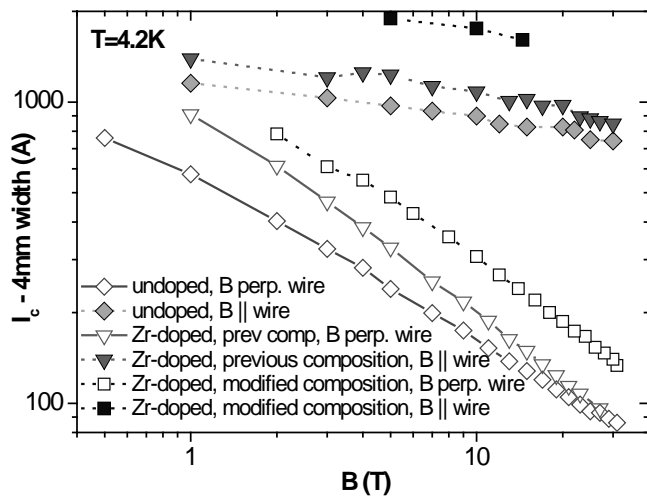 T=4.2K
1000
100
I_c - 4mm width (A)
undoped, B perp. wire
undoped, B || wire
Zr-doped, prev comp, B perp. wire
Zr-doped, previous composition, B || wire
Zr-doped, modified composition, B perp. wire
Zr-doped, modified composition, B || wire
1
10
B (T)